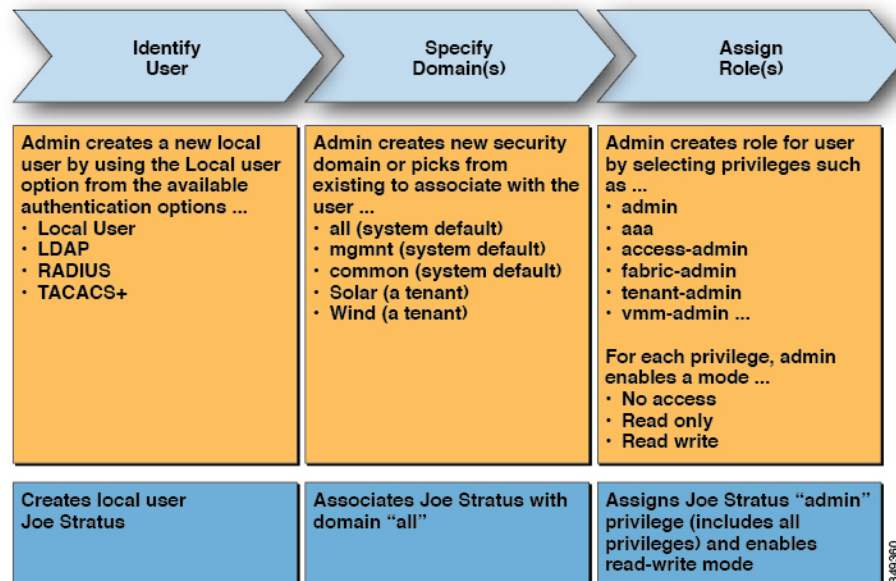 Identify
User
Specify
Domain(s)
Assign
Role(s)
Admin creates a new local
user by using the Local user
option from the available
authentication options ...
• Local User
• LDAP
• RADIUS
• TACACS+
Admin creates new security
domain or picks from
existing to associate with the
user ...
• all (system default)
• mgmnt (system default)
• common (system default)
• Solar (a tenant)
• Wind (a tenant)
Admin creates role for user
by selecting privileges such
as ...
• admin
• aaa
• access-admin
• fabric-admin
• tenant-admin
• vmm-admin ...
For each privilege, admin
enables a mode ...
• No access
• Read only
• Read write
Creates local user
Joe Stratus
Associates Joe Stratus with
domain “all”
Assigns Joe Stratus “admin”
privilege (includes all
privileges) and enables
read-write mode